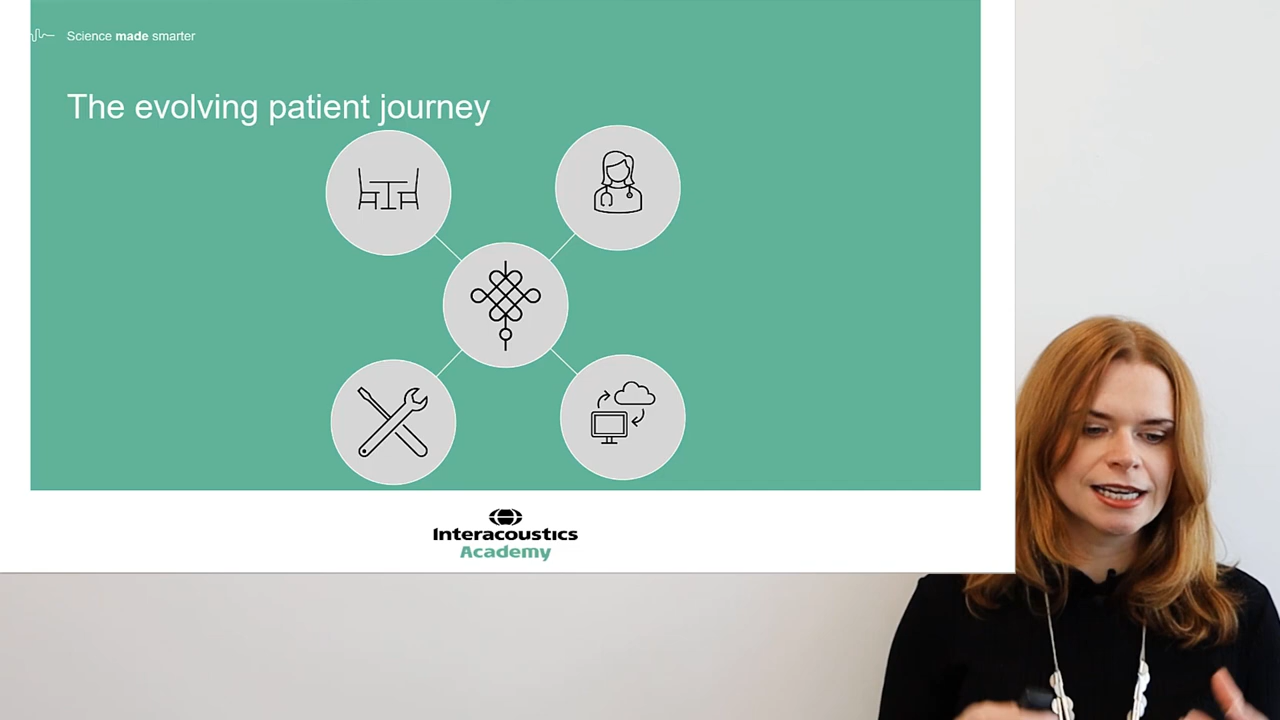 Science made smarter
The evolving patient journey
Interacoustics
Academy